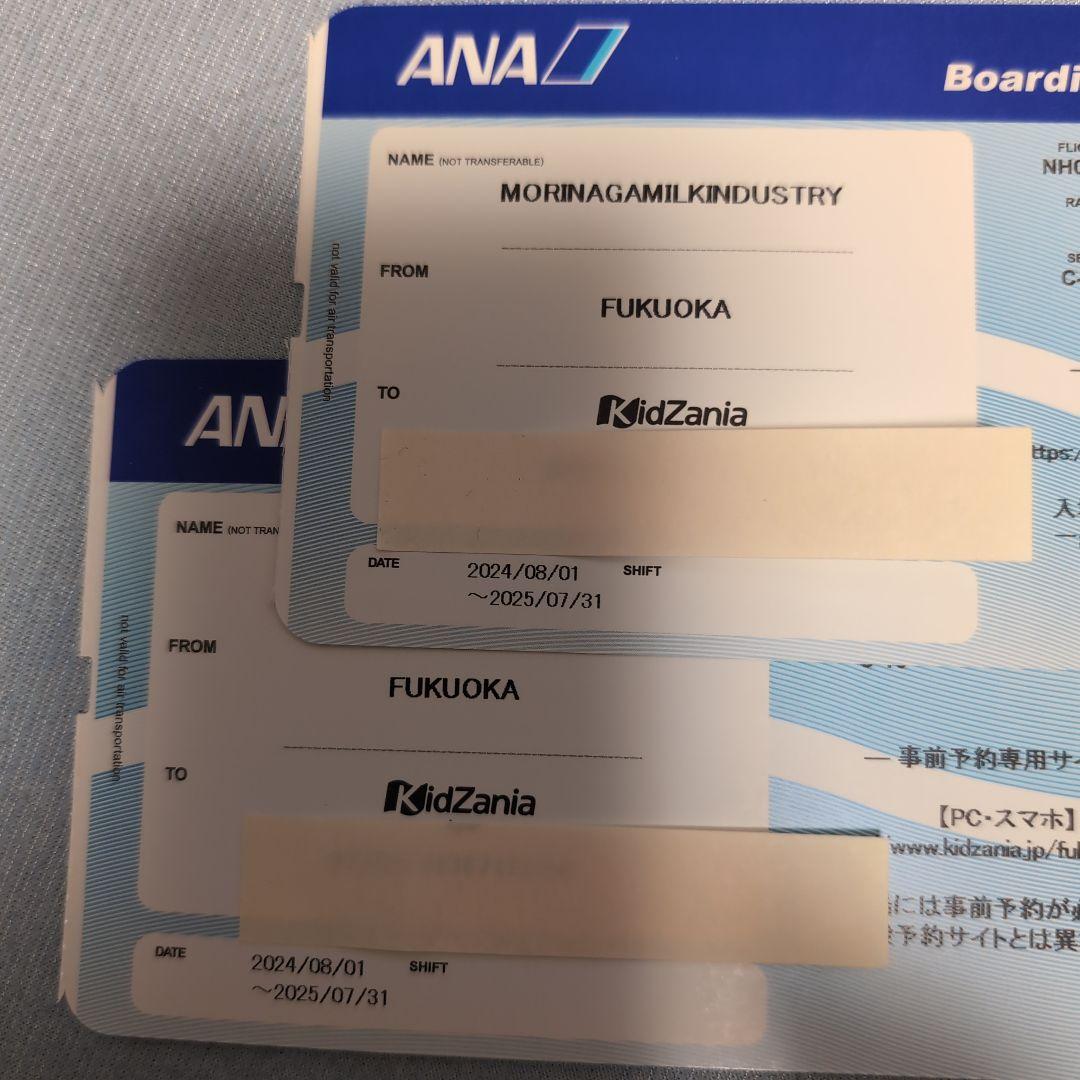 ANA
Boardi
NAME (NOT TRANSFERABLE)
MORINAGAMILKINDUSTRY
FROM
FUKUOKA
TO
KidZania
not valid for air transportation
DATE
2024/08/01
SHIFT
～2025/07/31
ttps:/
入
ANA
NAME (NOT TRAN
FROM
FUKUOKA
TO
KidZania
not valid for air transportation
DATE
2024/08/01
SHIFT
～2025/07/31
― 事前予約専用サ
【PC・スマホ】
/www.kidzania.jp/fuk
には事前予約が
予約サイトとは異